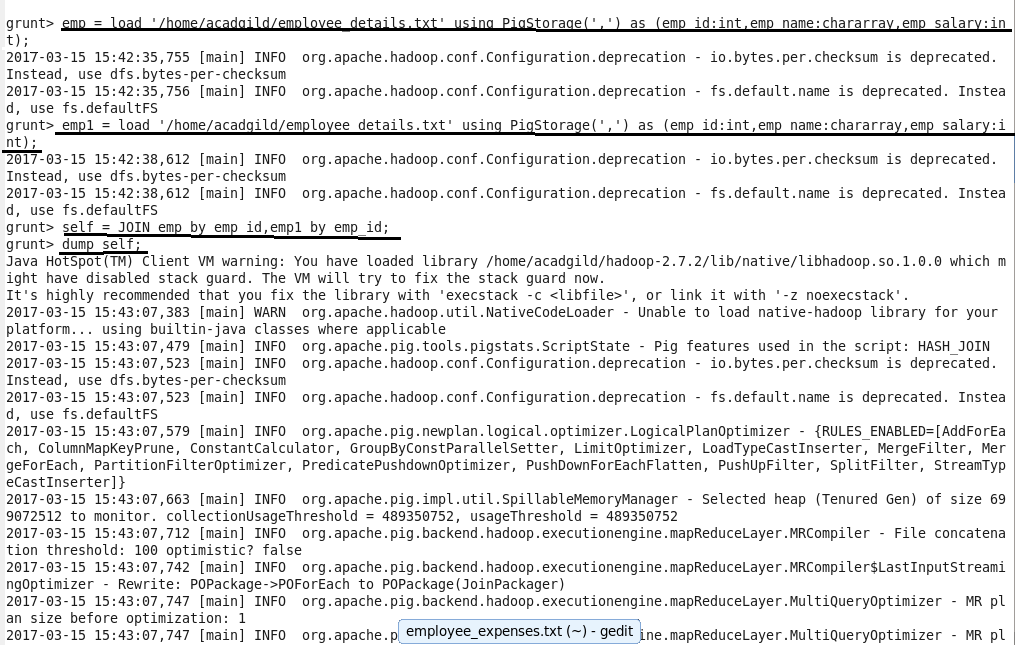 grunt> emp = load '/home/acadgild/employee_details.txt' using PigStorage(',') as (emp_id:int,emp_name:chararray,emp_salary:in
t);
2017-03-15 15:42:35,755 [main] INFO  org.apache.hadoop.conf.Configuration.deprecation - io.bytes.per.checksum is deprecated.
Instead, use dfs.bytes-per-checksum
2017-03-15 15:42:35,756 [main] INFO  org.apache.hadoop.conf.Configuration.deprecation - fs.default.name is deprecated. Instea
d, use fs.defaultFS
grunt> emp1 = load '/home/acadgild/employee_details.txt' using PigStorage(',') as (emp_id:int,emp_name:chararray,emp_salary:i
nt);
2017-03-15 15:42:38,612 [main] INFO  org.apache.hadoop.conf.Configuration.deprecation - io.bytes.per.checksum is deprecated.
Instead, use dfs.bytes-per-checksum
2017-03-15 15:42:38,612 [main] INFO  org.apache.hadoop.conf.Configuration.deprecation - fs.default.name is deprecated. Instea
d, use fs.defaultFS
grunt> self = JOIN emp by emp_id,emp1 by emp_id;
grunt> dump self;
Java HotSpot(TM) Client VM warning: You have loaded library /home/acadgild/hadoop-2.7.2/lib/native/libhadoop.so.1.0.0 which m
ight have disabled stack guard. The VM will try to fix the stack guard now.
It's highly recommended that you fix the library with 'execstack -c <libfile>', or link it with '-z noexecstack'.
2017-03-15 15:43:07,383 [main] WARN  org.apache.hadoop.util.NativeCodeLoader - Unable to load native-hadoop library for your
platform... using builtin-java classes where applicable
2017-03-15 15:43:07,479 [main] INFO  org.apache.pig.tools.pigstats.ScriptState - Pig features used in the script: HASH_JOIN
2017-03-15 15:43:07,523 [main] INFO  org.apache.hadoop.conf.Configuration.deprecation - io.bytes.per.checksum is deprecated.
Instead, use dfs.bytes-per-checksum
2017-03-15 15:43:07,523 [main] INFO  org.apache.hadoop.conf.Configuration.deprecation - fs.default.name is deprecated. Instea
d, use fs.defaultFS
2017-03-15 15:43:07,579 [main] INFO  org.apache.pig.newplan.logical.optimizer.LogicalPlanOptimizer - {RULES_ENABLED=[AddForEa
ch, ColumnMapKeyPrune, ConstantCalculator, GroupByConstParallelSetter, LimitOptimizer, LoadTypeCastInserter, MergeFilter, Mer
geForEach, PartitionFilterOptimizer, PredicatePushdownOptimizer, PushDownForEachFlatten, PushUpFilter, SplitFilter, StreamTyp
eCastInserter]}
2017-03-15 15:43:07,663 [main] INFO  org.apache.pig.impl.util.SpillableMemoryManager - Selected heap (Tenured Gen) of size 69
9072512 to monitor. collectionUsageThreshold = 489350752, usageThreshold = 489350752
2017-03-15 15:43:07,712 [main] INFO  org.apache.pig.backend.hadoop.executionengine.mapReduceLayer.MRCompiler - File concatena
tion threshold: 100 optimistic? false
2017-03-15 15:43:07,742 [main] INFO  org.apache.pig.backend.hadoop.executionengine.mapReduceLayer.MRCompiler$LastInputStreami
ngOptimizer - Rewrite: POPackage->POForEach to POPackage(JoinPackager)
2017-03-15 15:43:07,747 [main] INFO  org.apache.pig.backend.hadoop.executionengine.mapReduceLayer.MultiQueryOptimizer - MR pl
an size before optimization: 1
2017-03-15 15:43:07,747 [main] INFO  org.apache.p ine.mapReduceLayer.MultiQueryOptimizer - MR pl
employee_expenses.txt (~) - gedit